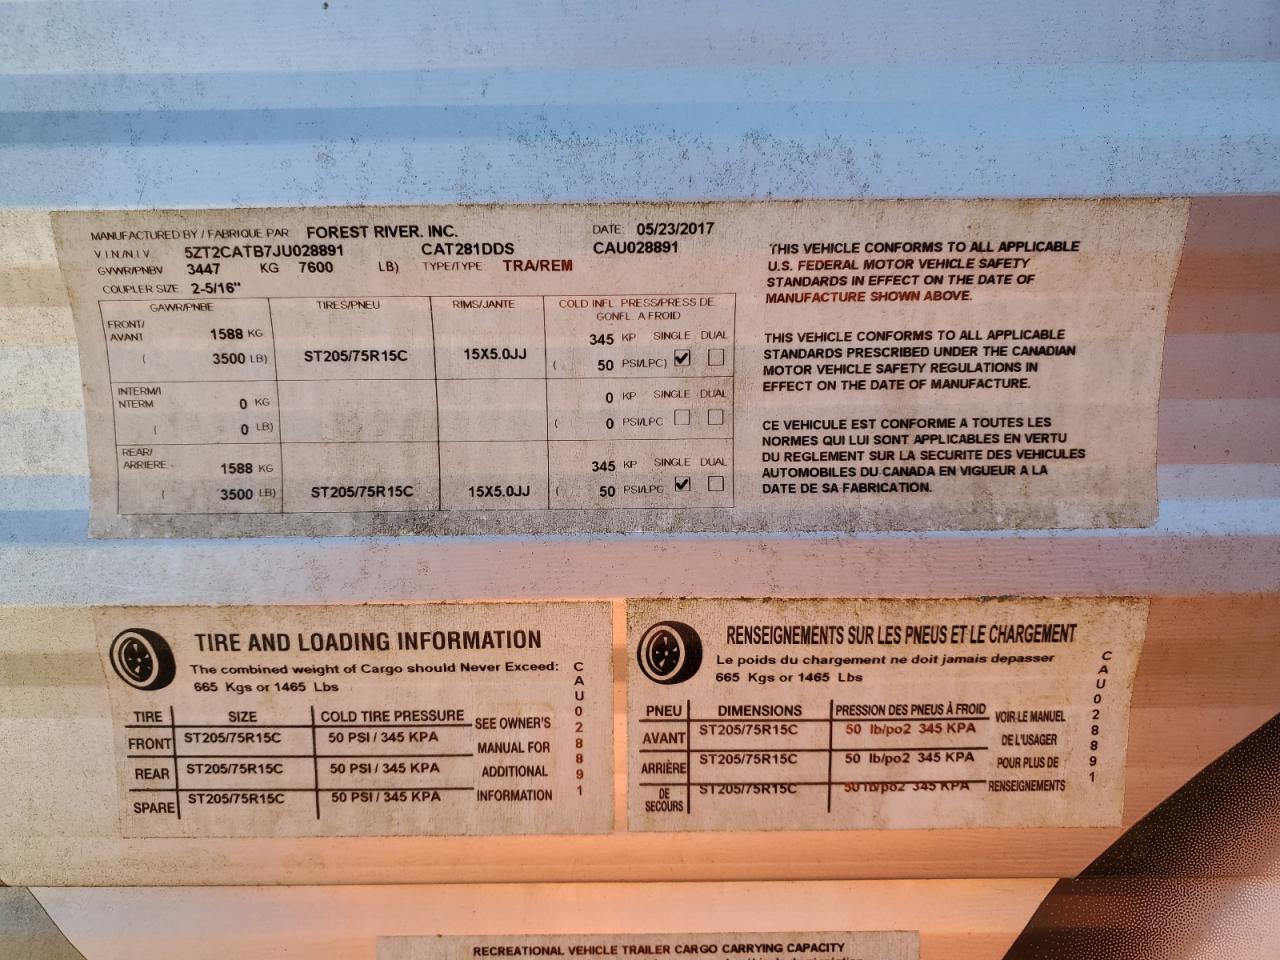 MANUFACTURED BY / FABRIQUE PAR FOREST RIVER. INC. DATE: 05/23/2017
V I N/N I V 5ZT2CATB7JU028891 CAT281DDS CAU028891
GVWR/PNBV 3447 KG 7600 LB) TYPE/TYPE TRA/REM
COUPLER SIZE 2-5/16"
GAWR/PNBE TIRES/PNEU RIMS/JANTE COLD INFL. PRESS/PRESS DE
GONFL. A FROID
FRONT/
AVANT 1588 KG 345 KP SINGLE DUAL
( 3500 LB) ST205/75R15C 15X5.0JJ ( 50 PSI/LPC)
INTERM/I
NTERM 0 KG 0 KP SINGLE DUAL
( 0 LB) ( 0 PSI/LPC
REAR/
ARRIERE 1588 KG 345 KP SINGLE DUAL
( 3500 LB) ST205/75R15C 15X5.0JJ ( 50 PSI/LPC
THIS VEHICLE CONFORMS TO ALL APPLICABLE
U.S. FEDERAL MOTOR VEHICLE SAFETY
STANDARDS IN EFFECT ON THE DATE OF
MANUFACTURE SHOWN ABOVE.
THIS VEHICLE CONFORMS TO ALL APPLICABLE
STANDARDS PRESCRIBED UNDER THE CANADIAN
MOTOR VEHICLE SAFETY REGULATIONS IN
EFFECT ON THE DATE OF MANUFACTURE.
CE VEHICULE EST CONFORME A TOUTES LES
NORMES QUI LUI SONT APPLICABLES EN VERTU
DU REGLEMENT SUR LA SECURITE DES VEHICULES
AUTOMOBILES DU CANADA EN VIGUEUR A LA
DATE DE SA FABRICATION.
TIRE AND LOADING INFORMATION
The combined weight of Cargo should Never Exceed:
665 Kgs or 1465 Lbs
TIRE SIZE COLD TIRE PRESSURE
FRONT ST205/75R15C 50 PSI / 345 KPA
REAR ST205/75R15C 50 PSI / 345 KPA
SPARE ST205/75R15C 50 PSI / 345 KPA
SEE OWNER'S
MANUAL FOR
ADDITIONAL
INFORMATION
CAU028891
RENSEIGNEMENTS SUR LES PNEUS ET LE CHARGEMENT
Le poids du chargement ne doit jamais depasser
665 Kgs or 1465 Lbs
PNEU DIMENSIONS PRESSION DES PNEUS À FROID
AVANT ST205/75R15C 50 lb/po2 345 KPA
ARRIÈRE ST205/75R15C 50 lb/po2 345 KPA
DE
SECOURS ST205/75R15C 50 lb/po2 345 KPA
VOIR LE MANUEL
DE L'USAGER
POUR PLUS DE
RENSEIGNEMENTS
CAU028891
RECREATIONAL VEHICLE TRAILER CARGO CARRYING CAPACITY